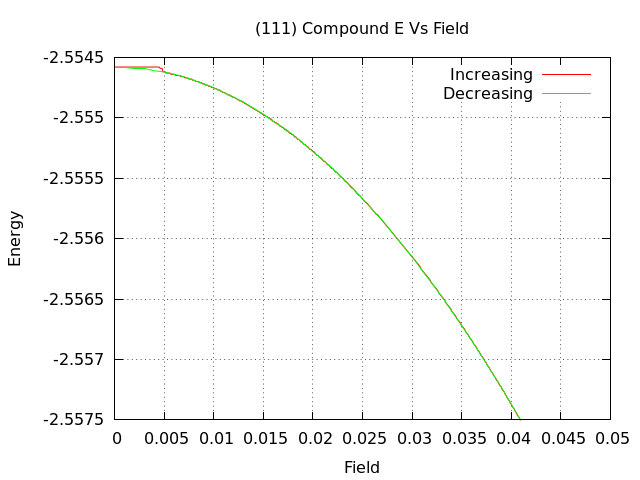 (111) Compound E Vs Field
-2.5545
Increasing
Decreasing
-2.555
-2.5555
-2.556
-2.5565
-2.557
-2.5575
Energy
0 0.005 0.01 0.015 0.02 0.025 0.03 0.035 0.04 0.045 0.05
Field